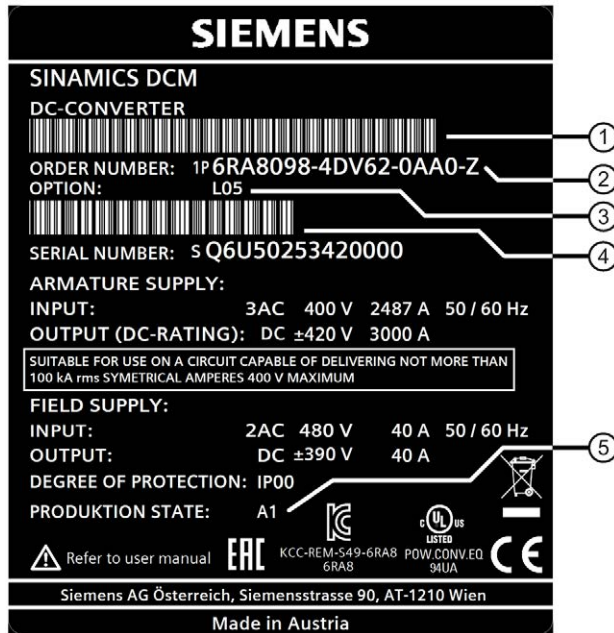 SIEMENS
SINAMICS DCM
DC-CONVERTER
①
ORDER NUMBER: 1P 6RA8098-4DV62-0AA0-Z
②
OPTION: L05
③
④
SERIAL NUMBER: S Q6U50253420000
ARMATURE SUPPLY:
INPUT: 3AC 400 V 2487 A 50 / 60 Hz
OUTPUT (DC-RATING): DC ±420 V 3000 A
SUITABLE FOR USE ON A CIRCUIT CAPABLE OF DELIVERING NOT MORE THAN
100 kA rms SYMETRICAL AMPERES 400 V MAXIMUM
FIELD SUPPLY:
INPUT: 2AC 480 V 40 A 50 / 60 Hz
⑤
OUTPUT: DC ±390 V 40 A
DEGREE OF PROTECTION: IP00
PRODUKTION STATE: A1
Refer to user manual
EAC
KCC-REM-S49-6RA8
6RA8
c UL us
LISTED
POW.CONV.EQ
94UA
CE
Siemens AG Österreich, Siemensstrasse 90, AT-1210 Wien
Made in Austria